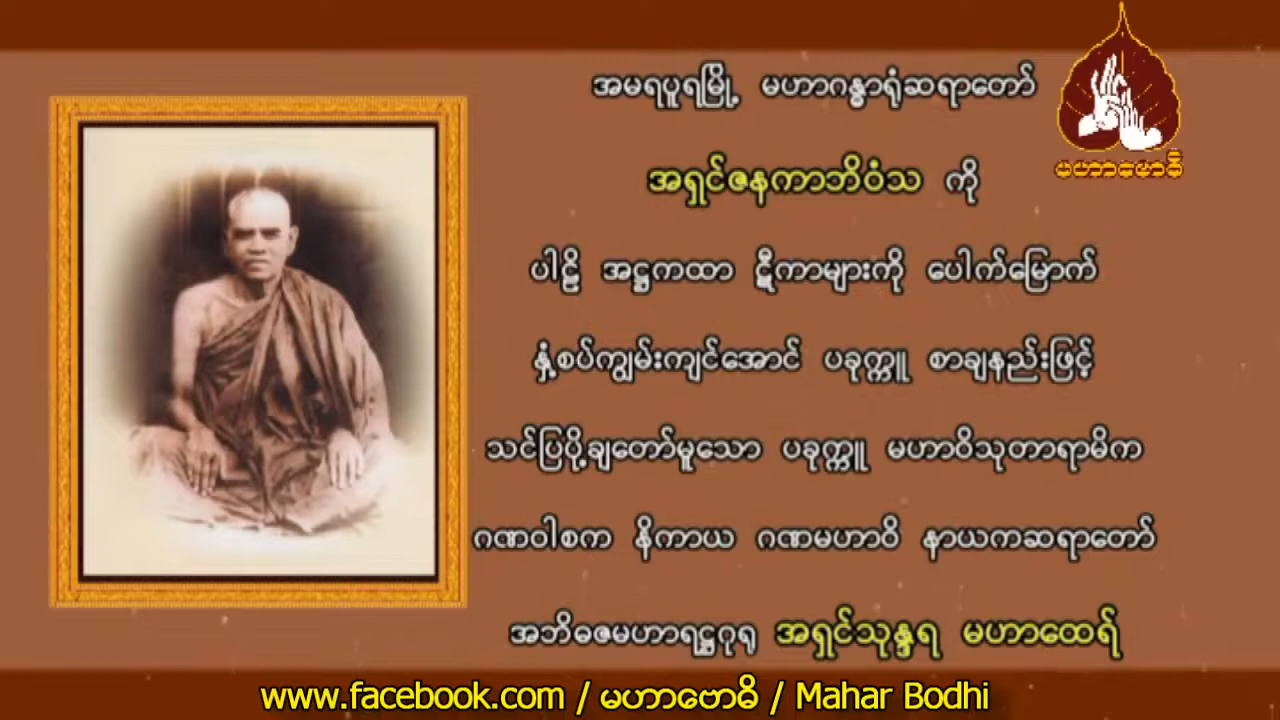 အမရပူရမြို့ မဟာဂန္ဓာရုံဆရာတော်
မဟာဗောဓိ
အရှင်ဇနကာဘိဝံသ ကို
ပါဠိ အဋ္ဌကထာ ဋီကာများကို ပေါက်မြောက်
နှံ့စပ်ကျွမ်းကျင်အောင် ပခုက္ကူ စာချနည်းဖြင့်
သင်ပြပို့ချတော်မူသော ပခုက္ကူ မဟာဝိသုတာရာမိက
ဂဏဝါစက နိကာယ ဂဏမဟာဝိ နာယကဆရာတော်
အဘိဓဇမဟာရဋ္ဌဂုရု အရှင်သုန္ဒရ မဟာထေရ်
www.facebook.com / မဟာဗောဓိ / Mahar Bodhi